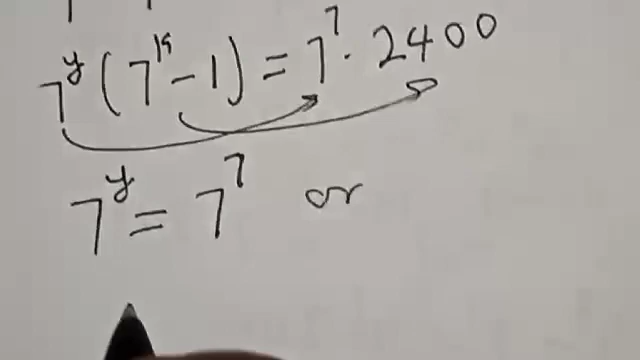 7^y (7^k - 1) = 7^7 · 2400
7^y = 7^7 or